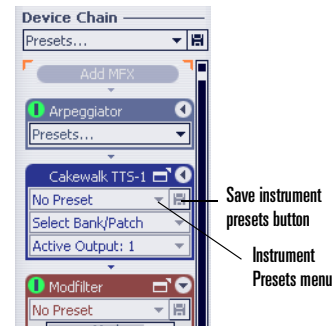 Device Chain
Presets...
Add MFX
Arpeggiator
Presets...
Cakewalk TTS-1
No Preset
Save instrument
presets button
Select Bank/Patch
Active Output: 1
Instrument
Presets menu
Modfilter
No Preset